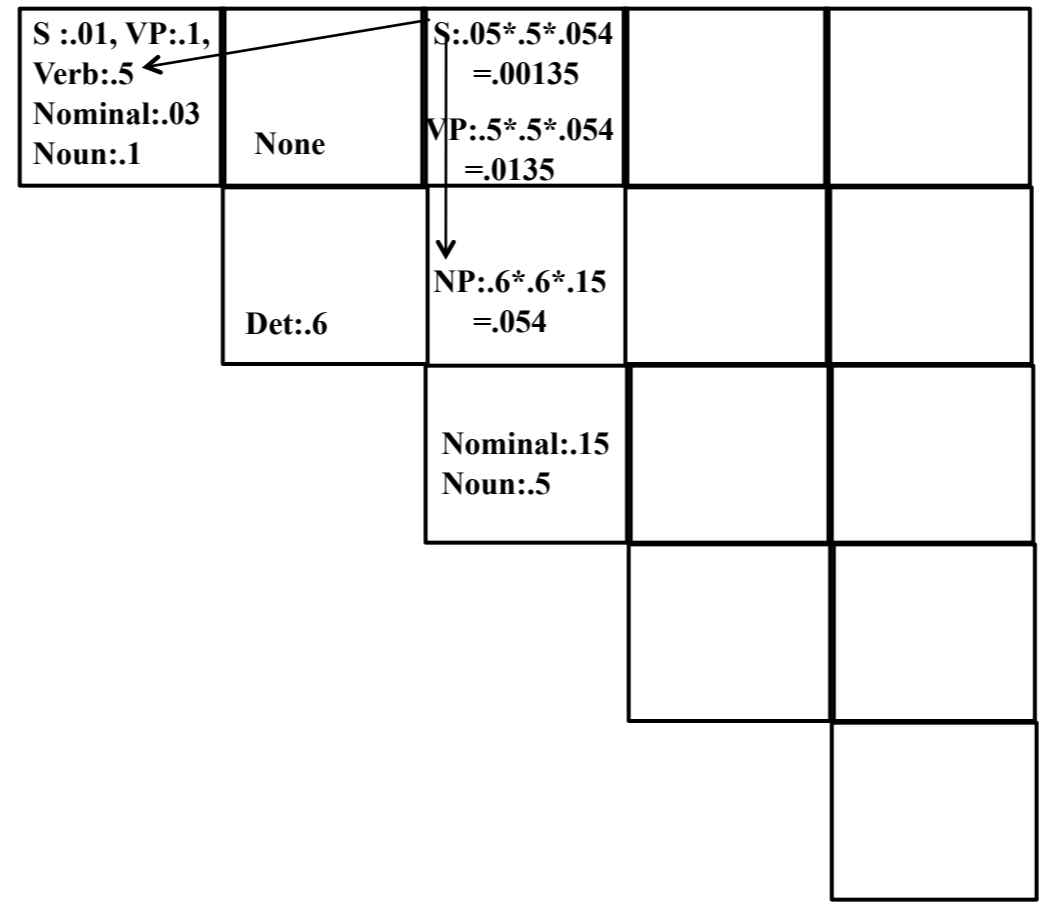 S :.01, VP:.1,
Verb:.5
Nominal:.03
Noun:.1
None
S:.05*.5*.054
=.00135
VP:.5*.5*.054
=.0135
Det:.6
NP:.6*.6*.15
=.054
Nominal:.15
Noun:.5